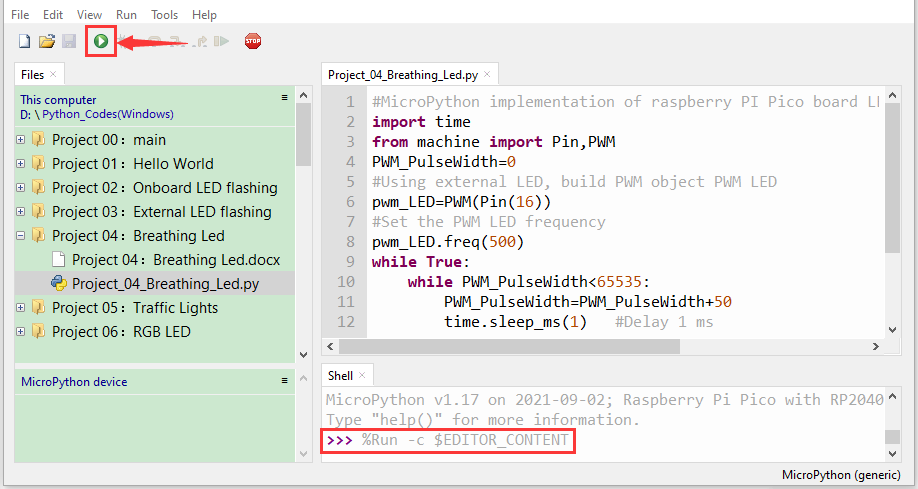 File Edit View Run Tools Help
STOP
Files ×
This computer
D: \ Python_Codes(Windows)
Project 00：main
Project 01：Hello World
Project 02：Onboard LED flashing
Project 03：External LED flashing
Project 04：Breathing Led
Project 04：Breathing Led.docx
Project_04_Breathing_Led.py
Project 05：Traffic Lights
Project 06：RGB LED
MicroPython device
Project_04_Breathing_Led.py ×
1 #MicroPython implementation of raspberry PI Pico board
2 import time
3 from machine import Pin,PWM
4 PWM_PulseWidth=0
5 #Using external LED, build PWM object PWM LED
6 pwm_LED=PWM(Pin(16))
7 #Set the PWM LED frequency
8 pwm_LED.freq(500)
9 while True:
10 while PWM_PulseWidth<65535:
11 PWM_PulseWidth=PWM_PulseWidth+50
12 time.sleep_ms(1) #Delay 1 ms
Shell ×
MicroPython v1.17 on 2021-09-02; Raspberry Pi Pico with RP2040
Type "help()" for more information.
>>> %Run -c $EDITOR_CONTENT
MicroPython (generic)